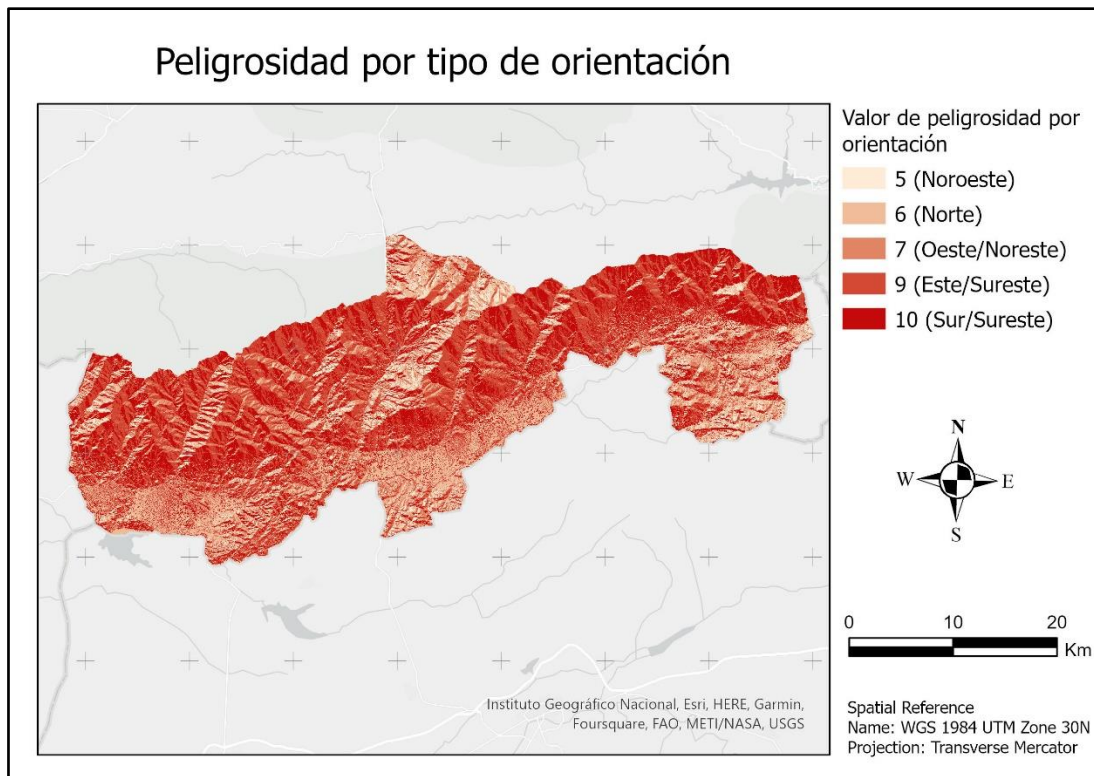 Peligrosidad por tipo de orientación
Valor de peligrosidad por
orientación
5 (Noroeste)
6 (Norte)
7 (Oeste/Noreste)
9 (Este/Sureste)
10 (Sur/Sureste)
N
W
E
S
0
10
20
Km
Instituto Geográfico Nacional, Esri, HERE, Garmin,
Foursquare, FAO, METI/NASA, USGS
Spatial Reference
Name: WGS 1984 UTM Zone 30N
Projection: Transverse Mercator